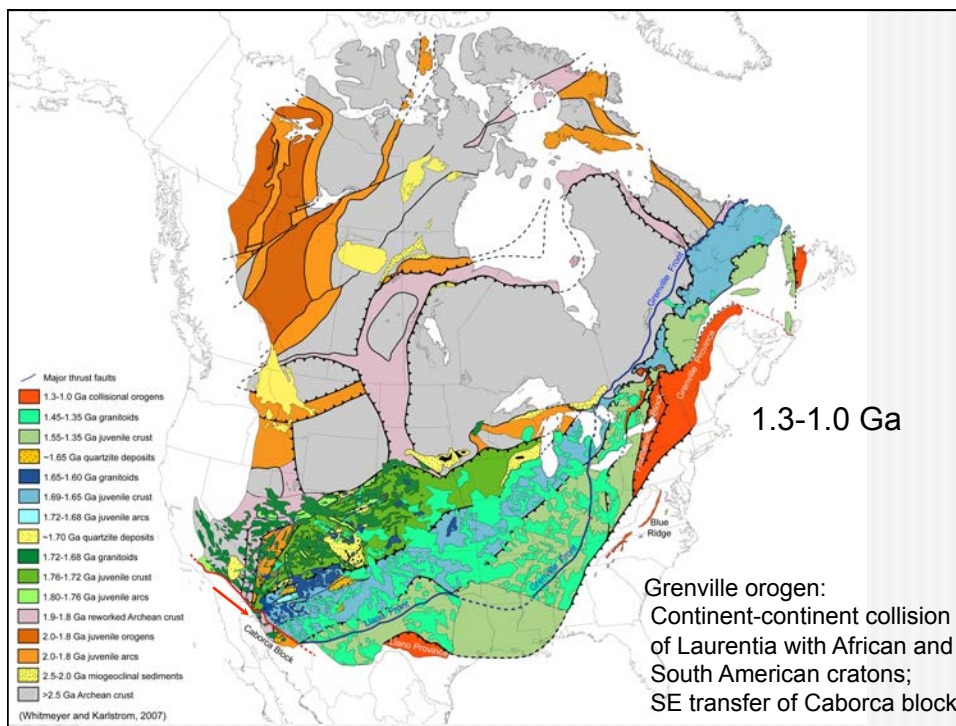 Grenville Front
Grenville Province
1.3-1.0 Ga
Major thrust faults
1.3-1.0 Ga collisional orogens
1.45-1.35 Ga granitoids
1.55-1.35 Ga juvenile crust
~1.65 Ga quartzite deposits
1.65-1.60 Ga granitoids
1.69-1.65 Ga juvenile crust
1.72-1.68 Ga juvenile arcs
~1.70 Ga quartzite deposits
1.72-1.68 Ga granitoids
1.76-1.72 Ga juvenile crust
1.80-1.76 Ga juvenile arcs
1.9-1.8 Ga reworked Archean crust
2.0-1.8 Ga juvenile orogens
2.0-1.8 Ga juvenile arcs
2.5-2.0 Ga miogeoclinal sediments
>2.5 Ga Archean crust
(Whitmeyer and Karlstrom, 2007)
Caborca Block
Llano Front
Grenville Front
Llano Province
Blue
Ridge
Grenville orogen:
Continent-continent collision
of Laurentia with African and
South American cratons;
SE transfer of Caborca block